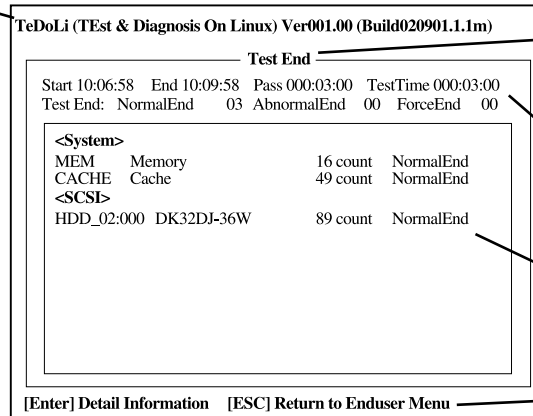 TeDoLi (TEst & Diagnosis On Linux) Ver001.00 (Build020901.1.1m)
Test End
Start 10:06:58 End 10:09:58 Pass 000:03:00 TestTime 000:03:00
Test End: NormalEnd 03 AbnormalEnd 00 ForceEnd 00
<System>
MEM Memory 16 count NormalEnd
CACHE Cache 49 count NormalEnd
<SCSI>
HDD_02:000 DK32DJ-36W 89 count NormalEnd
[Enter] Detail Information [ESC] Return to Enduser Menu